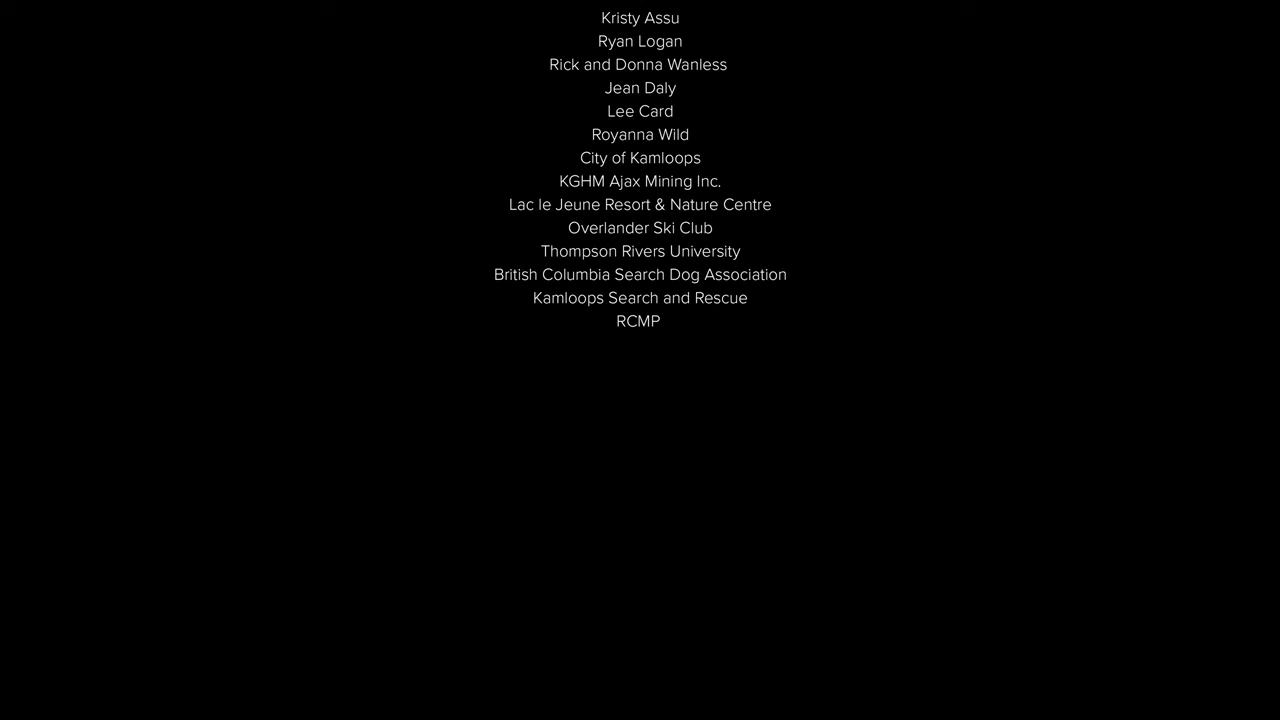 Kristy Assu
Ryan Logan
Rick and Donna Wanless
Jean Daly
Lee Card
Royanna Wild
City of Kamloops
KGHM Ajax Mining Inc.
Lac le Jeune Resort & Nature Centre
Overlander Ski Club
Thompson Rivers University
British Columbia Search Dog Association
Kamloops Search and Rescue
RCMP